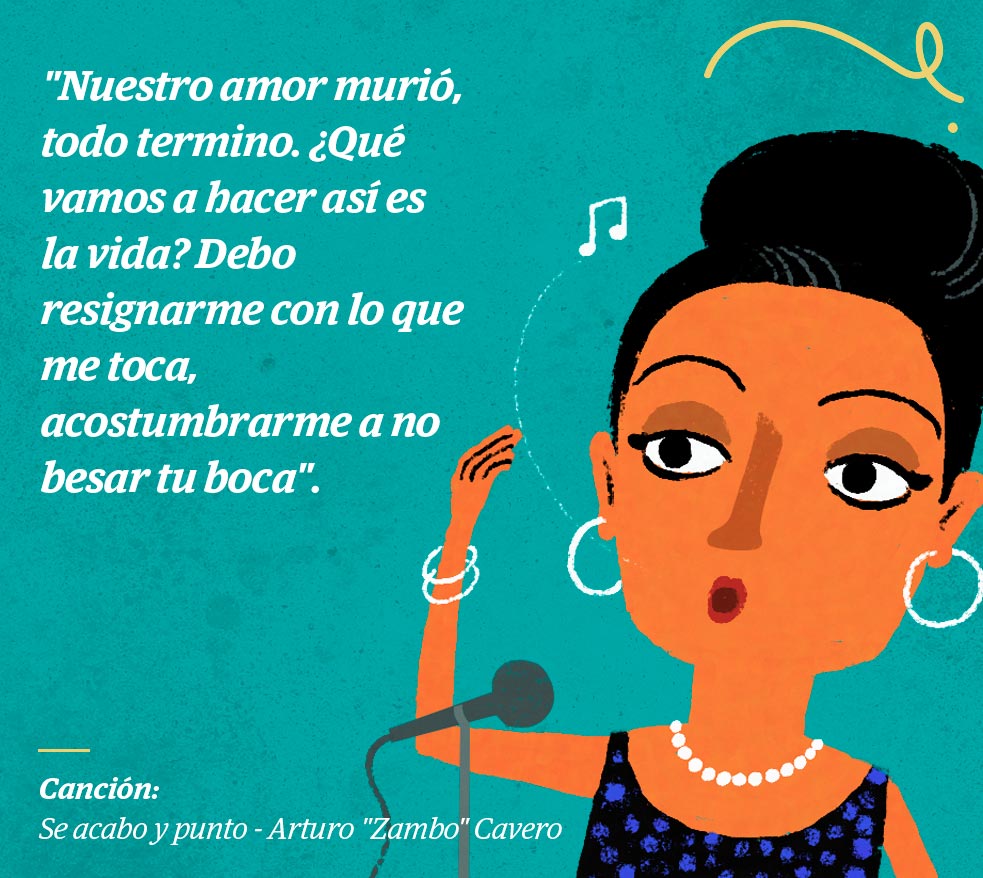 "Nuestro amor murió,
todo termino. ¿Qué
vamos a hacer así es
la vida? Debo
resignarme con lo que
me toca,
acostumbrarme a no
besar tu boca".
Canción:
Se acabo y punto - Arturo "Zambo" Cavero